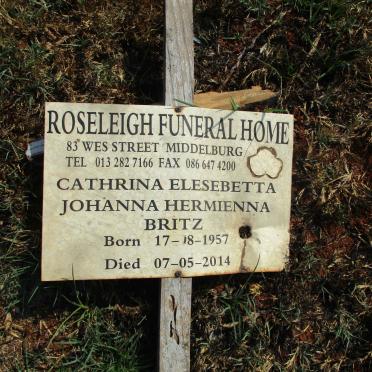 ROSELEIGH FUNERAL HOME
83 WES STREET MIDDELBURG
TEL 013 282 7166 FAX 086 647 4200
CATHRINA ELESEBETTA
JOHANNA HERMIENNA
BRITZ
Born 17- 8-1957
Died 07-05-2014